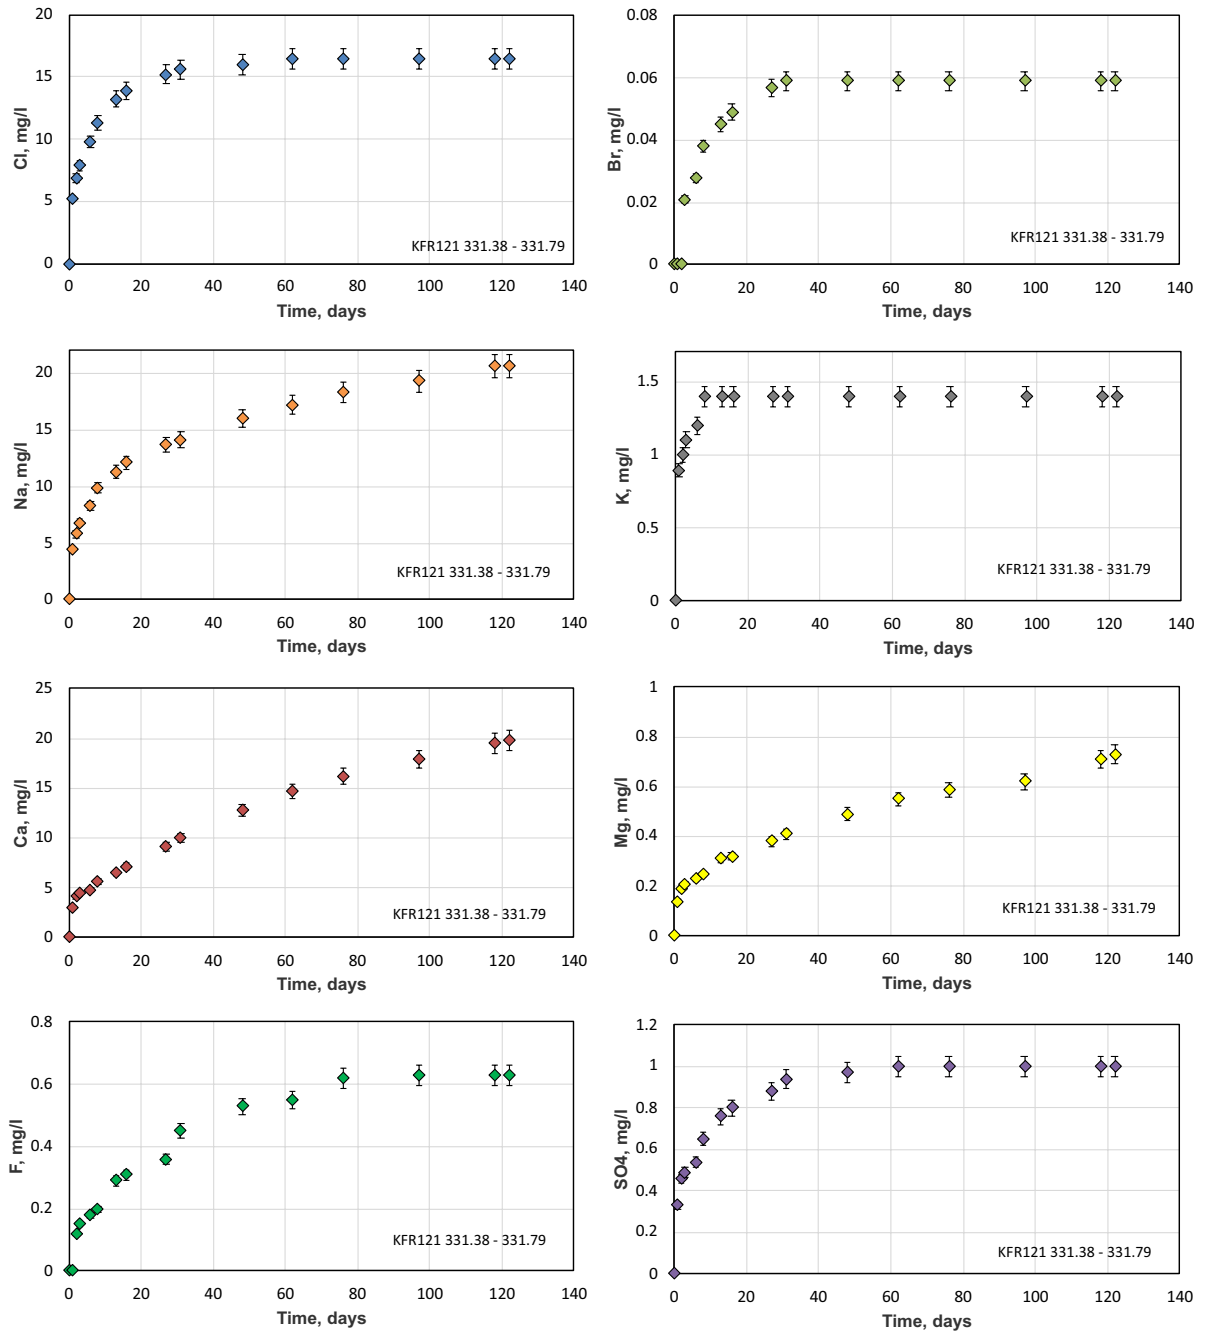 20
15
10
5
0
Cl, mg/l
KFR121 331.38 - 331.79
0 20 40 60 80 100 120 140
Time, days
0.08
0.06
0.04
0.02
0
Br, mg/l
KFR121 331.38 - 331.79
0 20 40 60 80 100 120 140
Time, days
20
15
10
5
0
Na, mg/l
KFR121 331.38 - 331.79
0 20 40 60 80 100 120 140
Time, days
1.5
1
0.5
0
K, mg/l
KFR121 331.38 - 331.79
0 20 40 60 80 100 120 140
Time, days
25
20
15
10
5
0
Ca, mg/l
KFR121 331.38 - 331.79
0 20 40 60 80 100 120 140
Time, days
1
0.8
0.6
0.4
0.2
0
Mg, mg/l
KFR121 331.38 - 331.79
0 20 40 60 80 100 120 140
Time, days
0.8
0.6
0.4
0.2
0
F, mg/l
KFR121 331.38 - 331.79
0 20 40 60 80 100 120 140
Time, days
1.2
1
0.8
0.6
0.4
0.2
0
SO4, mg/l
KFR121 331.38 - 331.79
0 20 40 60 80 100 120 140
Time, days